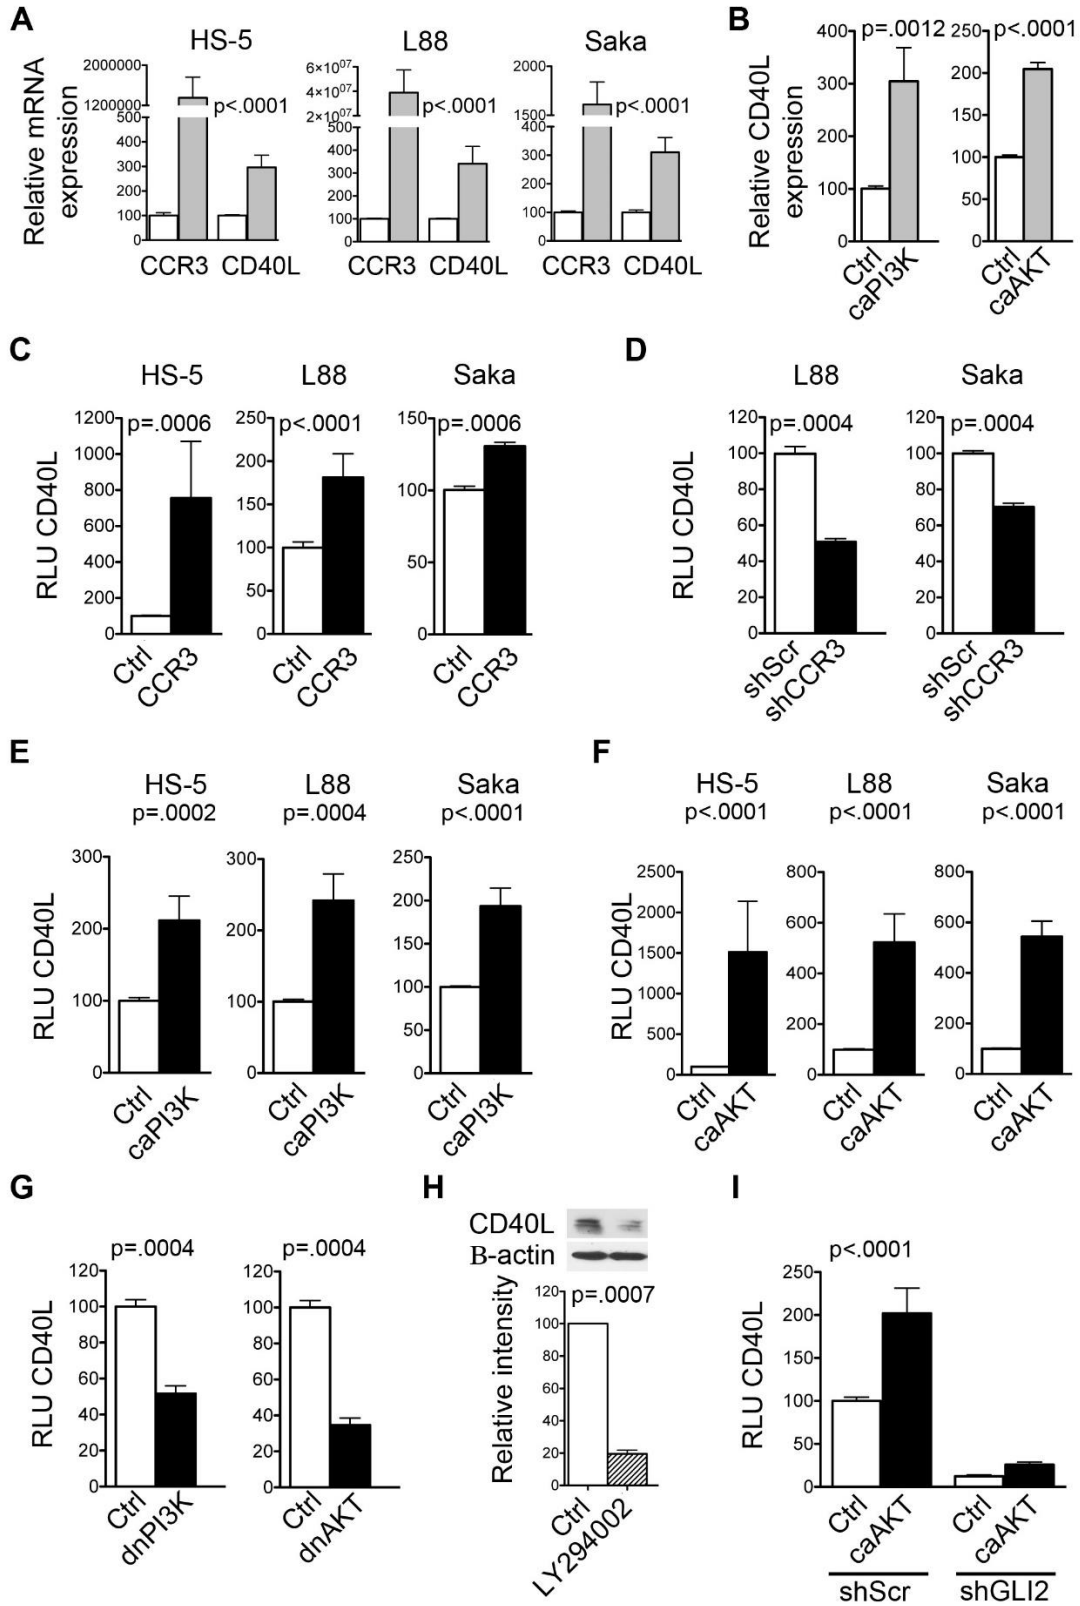 A
HS-5
L88
Saka
Relative mRNA
expression
2000000
1200000
500
400
300
200
100
0
p<.0001
CCR3
CD40L
6×10⁰⁷
4×10⁰⁷
2×10⁰⁷
500
400
300
200
100
0
p<.0001
CCR3
CD40L
2000
1500
400
300
200
100
0
p<.0001
CCR3
CD40L
B
Relative CD40L
expression
p=.0012
400
300
200
100
0
Ctrl
caPI3K
p<.0001
250
200
150
100
50
0
Ctrl
caAKT
C
RLU CD40L
HS-5
p=.0006
1200
1000
800
600
400
200
0
Ctrl
CCR3
L88
p<.0001
250
200
150
100
50
0
Ctrl
CCR3
Saka
p=.0006
150
100
50
0
Ctrl
CCR3
D
RLU CD40L
L88
p=.0004
120
100
80
60
40
20
0
shScr
shCCR3
Saka
p=.0004
120
100
80
60
40
20
0
shScr
shCCR3
E
RLU CD40L
HS-5
p=.0002
300
200
100
0
Ctrl
caPI3K
L88
p=.0004
300
200
100
0
Ctrl
caPI3K
Saka
p<.0001
250
200
150
100
50
0
Ctrl
caPI3K
F
RLU CD40L
HS-5
p<.0001
2500
2000
1500
1000
500
0
Ctrl
caAKT
L88
p<.0001
800
600
400
200
0
Ctrl
caAKT
Saka
p<.0001
800
600
400
200
0
Ctrl
caAKT
G
RLU CD40L
p=.0004
120
100
80
60
40
20
0
Ctrl
dnPI3K
p=.0004
120
100
80
60
40
20
0
Ctrl
dnAKT
H
CD40L
B-actin
Relative intensity
p=.0007
120
100
80
60
40
20
0
Ctrl
LY294002
I
RLU CD40L
p<.0001
250
200
150
100
50
0
Ctrl
caAKT
Ctrl
caAKT
shScr
shGLI2